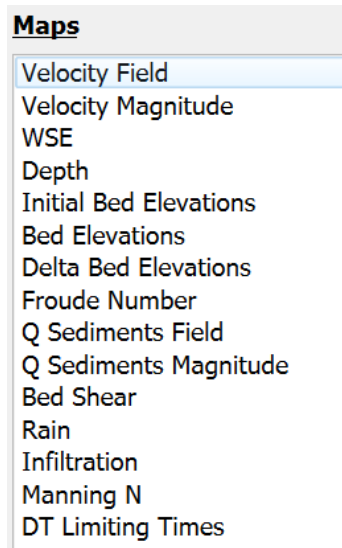 Maps
Velocity Field
Velocity Magnitude
WSE
Depth
Initial Bed Elevations
Bed Elevations
Delta Bed Elevations
Froude Number
Q Sediments Field
Q Sediments Magnitude
Bed Shear
Rain
Infiltration
Manning N
DT Limiting Times